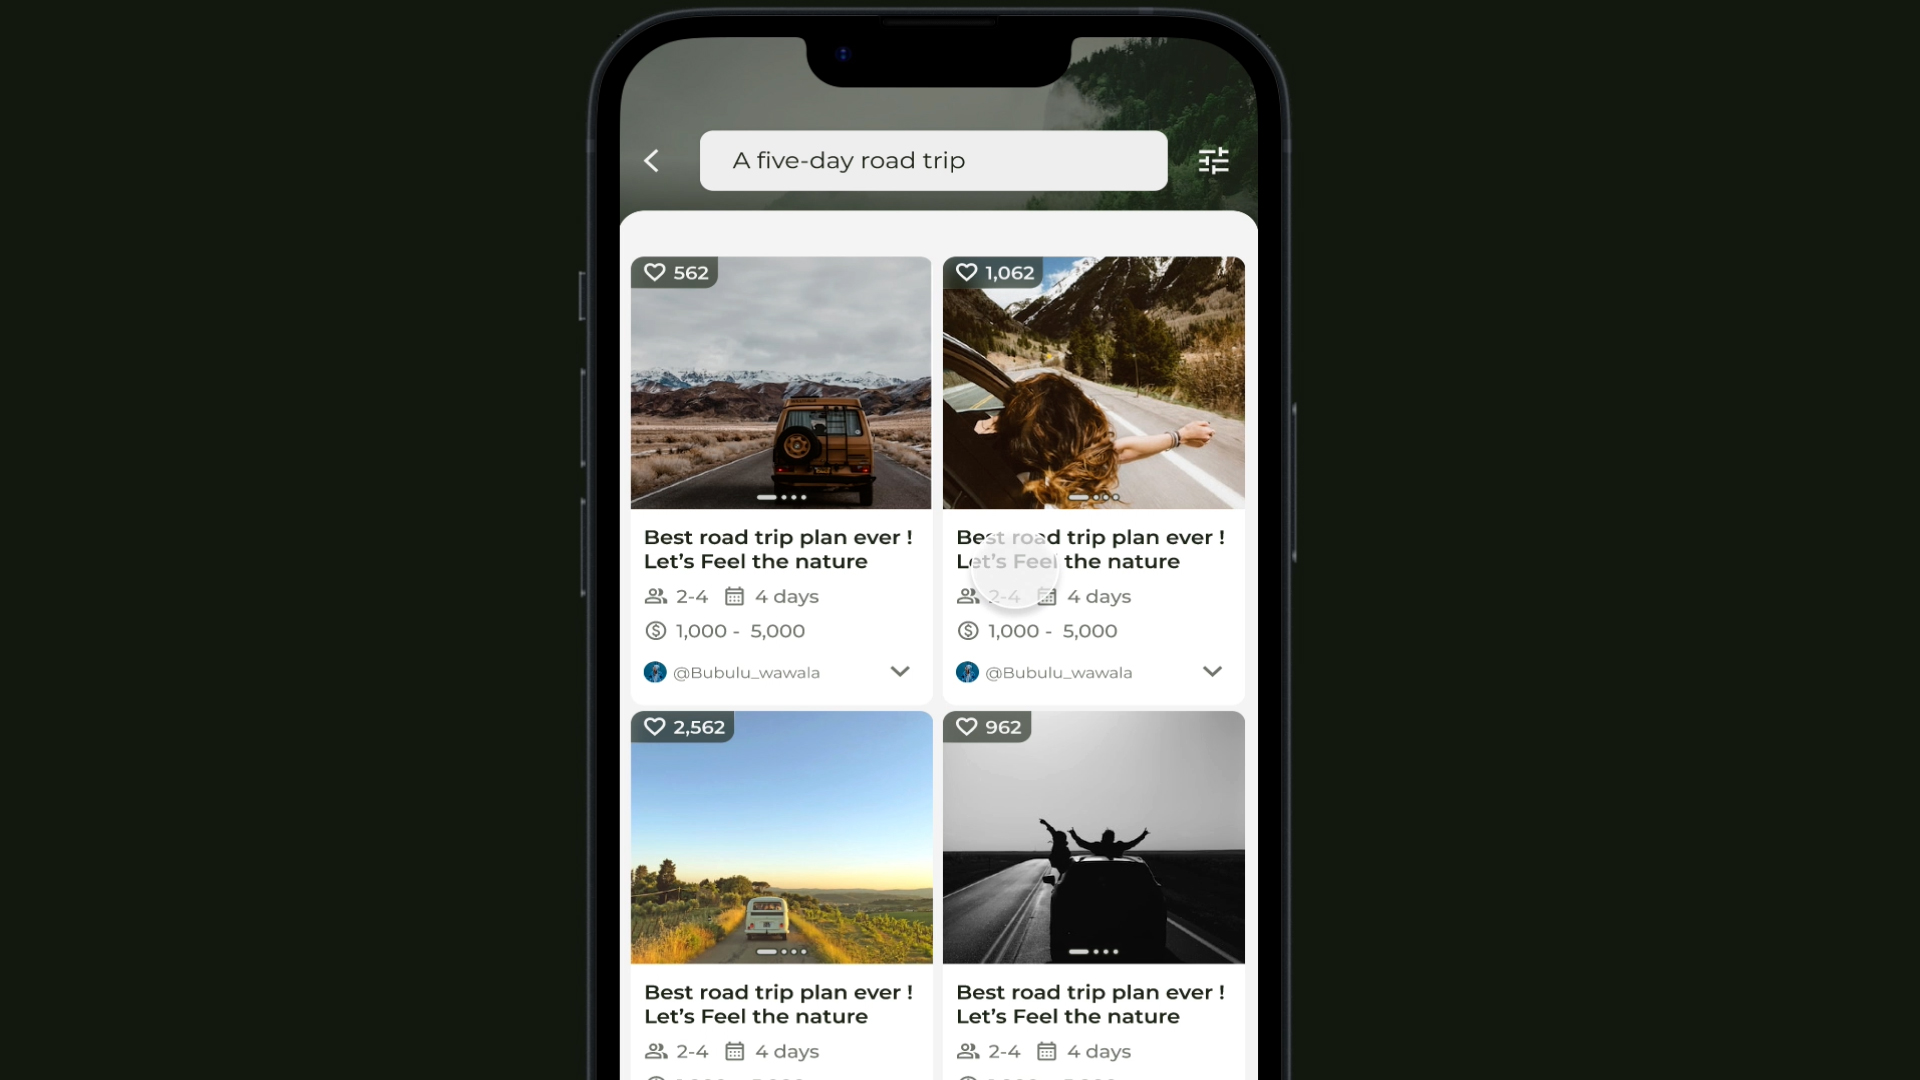 A five-day road trip
562
1,062
Best road trip plan ever !
Let’s Feel the nature
2-4 4 days
1,000 - 5,000
@Bubulu_wawala
Best road trip plan ever !
Let’s Feel the nature
2-4 4 days
1,000 - 5,000
@Bubulu_wawala
2,562
962
Best road trip plan ever !
Let’s Feel the nature
2-4 4 days
Best road trip plan ever !
Let’s Feel the nature
2-4 4 days